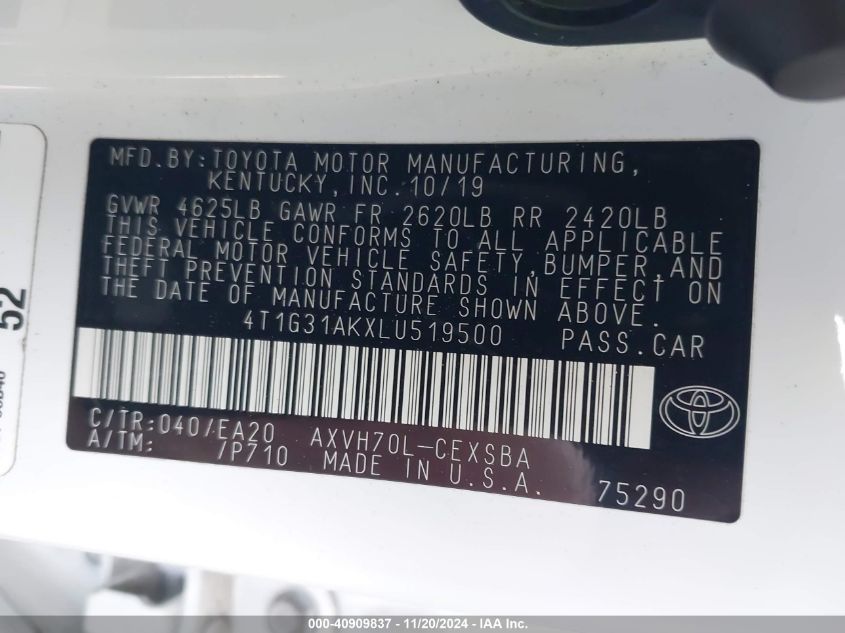 MFD.BY:TOYOTA MOTOR MANUFACTURING,
KENTUCKY,INC.10/19
GVWR 4625LB GAWR FR 2620LB RR 2420LB
THIS VEHICLE CONFORMS TO ALL APPLICABLE
FEDERAL MOTOR VEHICLE SAFETY,BUMPER,AND
THEFT PREVENTION STANDARDS IN EFFECT ON
THE DATE OF MANUFACTURE SHOWN ABOVE.
4T1G31AKXLU519500 PASS.CAR
C/TR:040/EA20 AXVH70L-CEXSBA
A/TM: /P710 MADE IN U.S.A. 75290
52
000-40909837 - 11/20/2024 - IAA Inc.